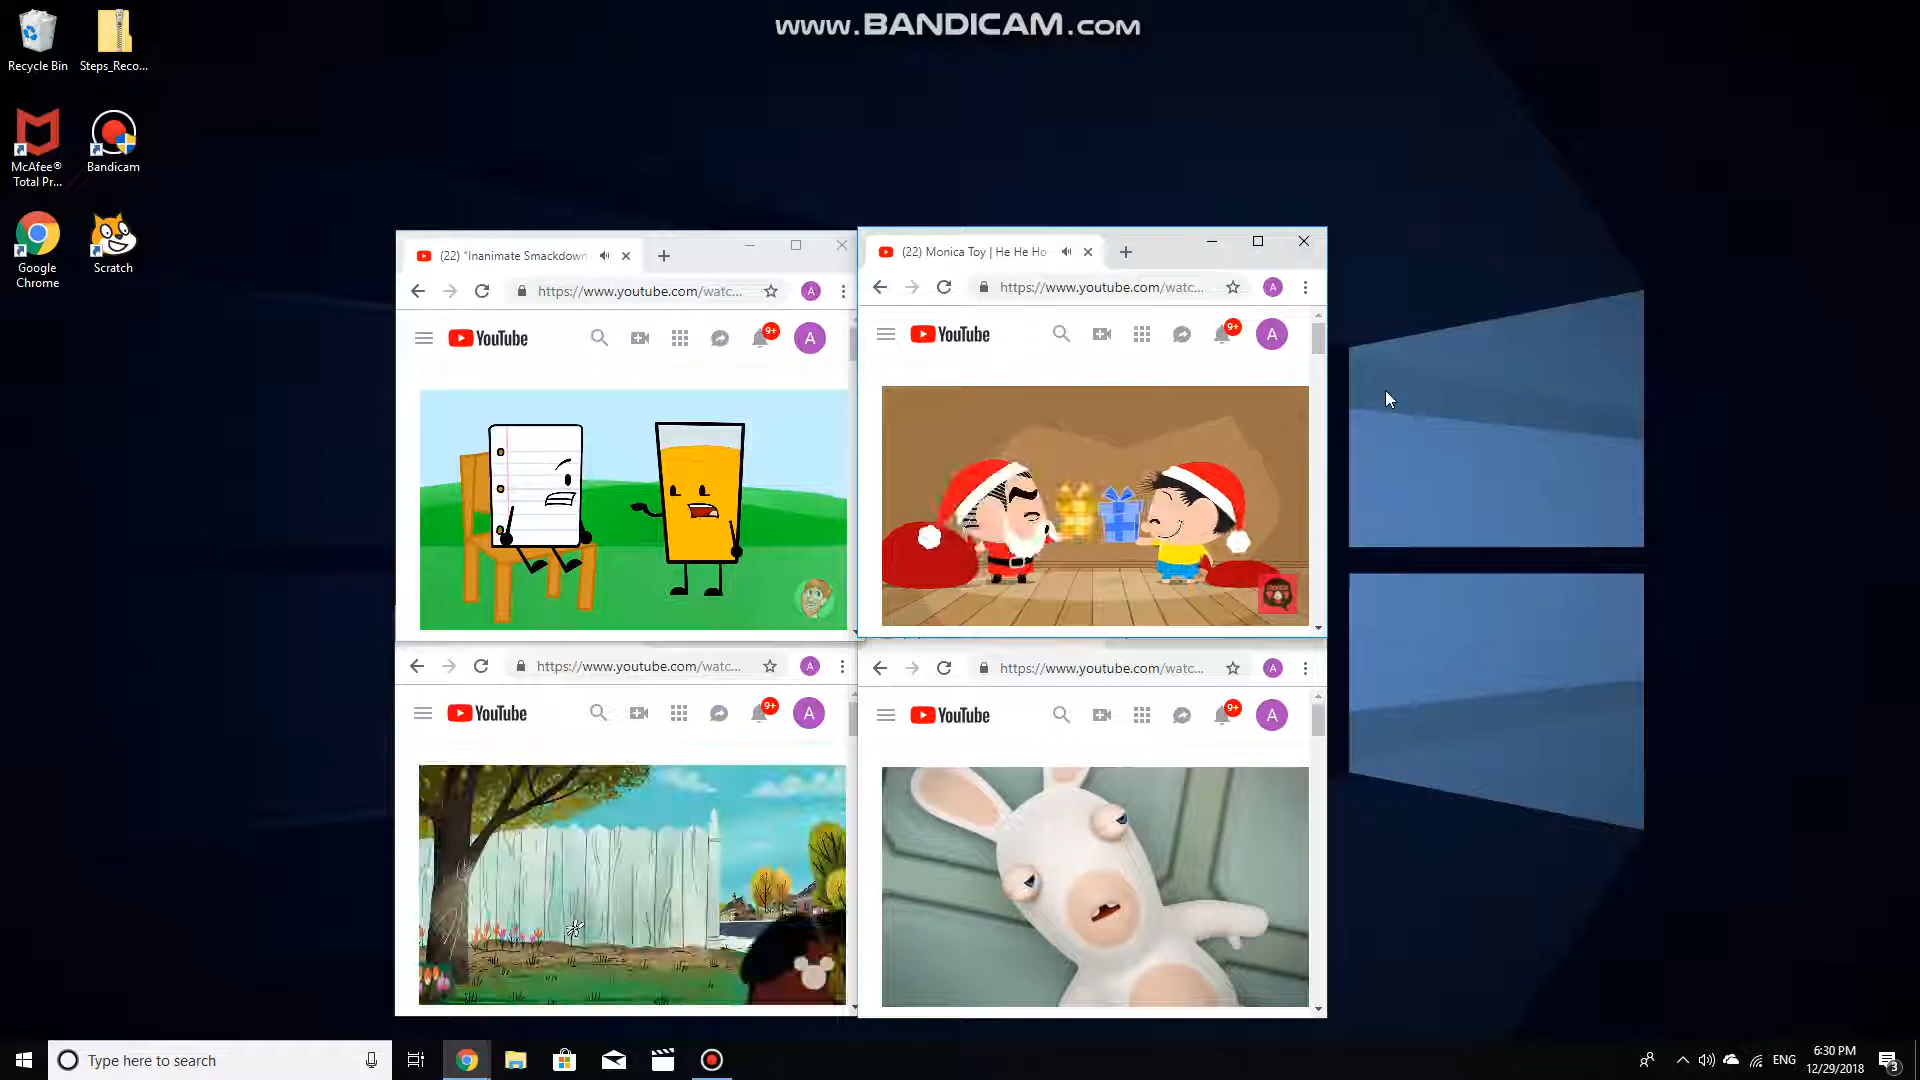 www.BANDICAM.COM
Recycle Bin
Steps_Reco...
McAfee®
Total Pr...
Bandicam
Google
Chrome
Scratch
(22) "Inanimate Smackdown
https://www.youtube.com/watc...
A
YouTube
9+
A
(22) Monica Toy | He He Ho
https://www.youtube.com/watc...
A
YouTube
9+
A
https://www.youtube.com/watc...
A
YouTube
9+
A
https://www.youtube.com/watc...
A
YouTube
9+
A
Type here to search
ENG
6:30 PM
12/29/2018
3